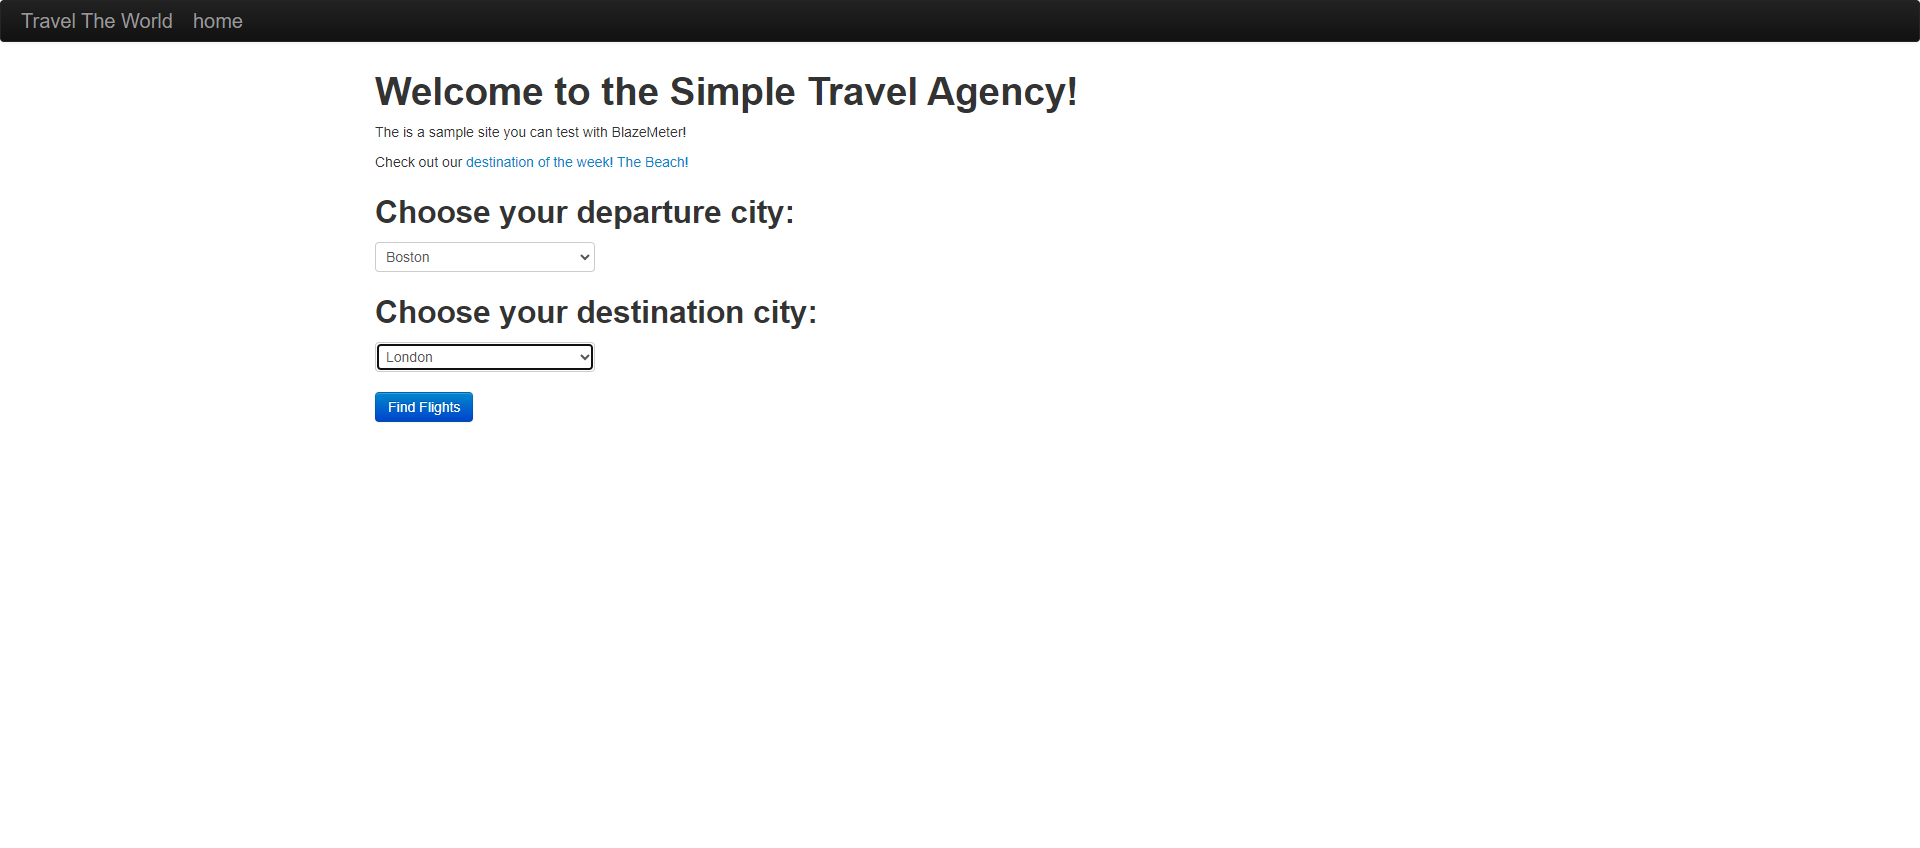 Travel The World home
Welcome to the Simple Travel Agency!
The is a sample site you can test with BlazeMeter!
Check out our destination of the week! The Beach!
Choose your departure city:
Boston
Choose your destination city:
London
Find Flights